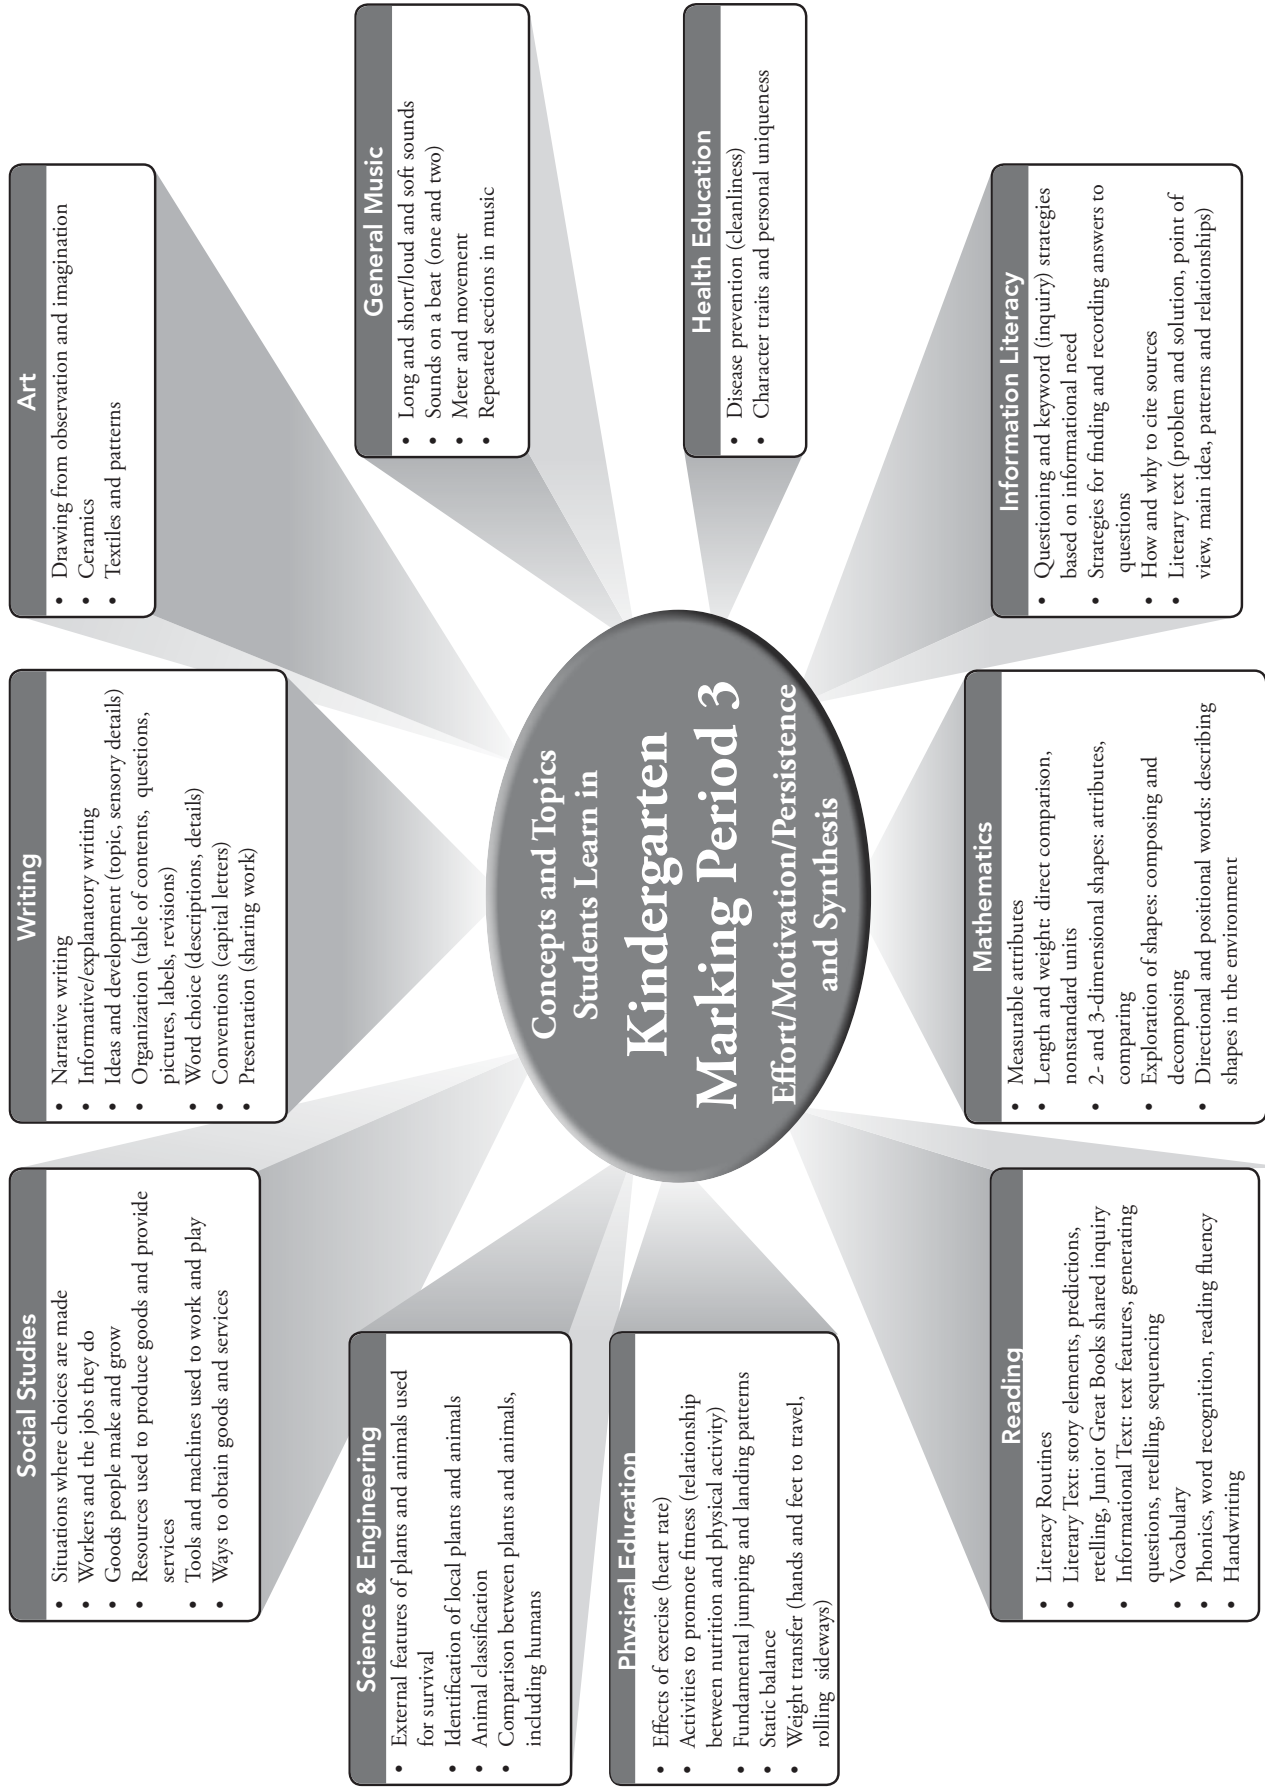 Social Studies
• Situations where choices are made
• Workers and the jobs they do
• Goods people make and grow
• Resources used to produce goods and provide
services
• Tools and machines used to work and play
• Ways to obtain goods and services
Writing
• Narrative writing
• Informative/explanatory writing
• Ideas and development (topic, sensory details)
• Organization (table of contents, questions,
pictures, labels, revisions)
• Word choice (descriptions, details)
• Conventions (capital letters)
• Presentation (sharing work)
Art
• Drawing from observation and imagination
• Ceramics
• Textiles and patterns
Science & Engineering
• External features of plants and animals used
for survival
• Identification of local plants and animals
• Animal classification
• Comparison between plants and animals,
including humans
General Music
• Long and short/loud and soft sounds
• Sounds on a beat (one and two)
• Meter and movement
• Repeated sections in music
Concepts and Topics
Students Learn in
Kindergarten
Marking Period 3
Effort/Motivation/Persistence
and Synthesis
Physical Education
• Effects of exercise (heart rate)
• Activities to promote fitness (relationship
between nutrition and physical activity)
• Fundamental jumping and landing patterns
• Static balance
• Weight transfer (hands and feet to travel,
rolling sideways)
Health Education
• Disease prevention (cleanliness)
• Character traits and personal uniqueness
Reading
• Literacy Routines
• Literary Text: story elements, predictions,
retelling, Junior Great Books shared inquiry
• Informational Text: text features, generating
questions, retelling, sequencing
• Vocabulary
• Phonics, word recognition, reading fluency
• Handwriting
Mathematics
• Measurable attributes
• Length and weight: direct comparison,
nonstandard units
• 2- and 3-dimensional shapes: attributes,
comparing
• Exploration of shapes: composing and
decomposing
• Directional and positional words: describing
shapes in the environment
Information Literacy
• Questioning and keyword (inquiry) strategies
based on informational need
• Strategies for finding and recording answers to
questions
• How and why to cite sources
• Literary text (problem and solution, point of
view, main idea, patterns and relationships)